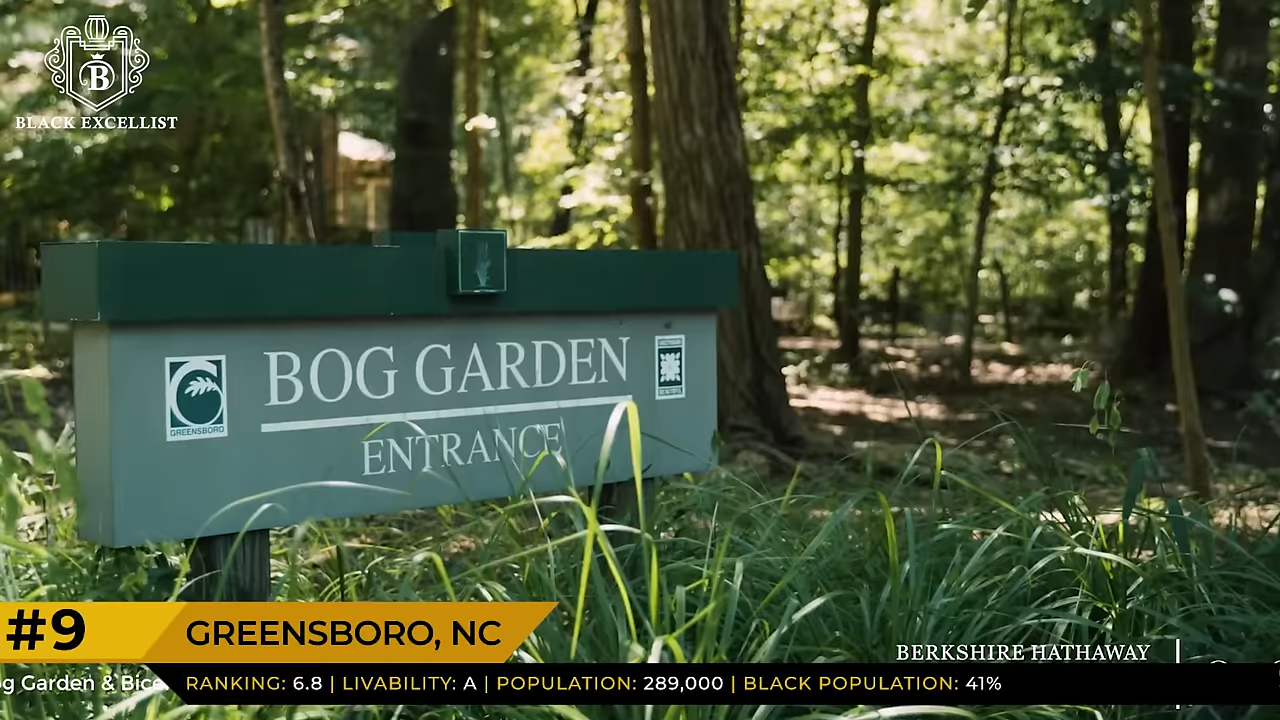 B
BLACK EXCELLIST
BOG GARDEN
ENTRANCE
GREENSBORO
#9
GREENSBORO, NC
BERKSHIRE HATHAWAY
Garden &
RANKING: 6.8 | LIVABILITY: A | POPULATION: 289,000 | BLACK POPULATION: 41%